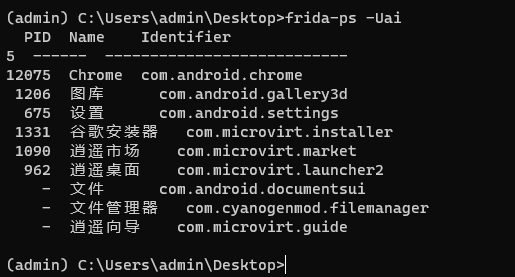 (admin) C:\Users\admin\Desktop>frida-ps -Uai
PID  Name    Identifier
5  ------  ---------------------------
12075  Chrome  com.android.chrome
1206  图库      com.android.gallery3d
675  设置      com.android.settings
1331  谷歌安装器   com.microvirt.installer
1090  逍遥市场    com.microvirt.market
962  逍遥桌面    com.microvirt.launcher2
-  文件      com.android.documentsui
-  文件管理器   com.cyanogenmod.filemanager
-  逍遥向导    com.microvirt.guide
(admin) C:\Users\admin\Desktop>